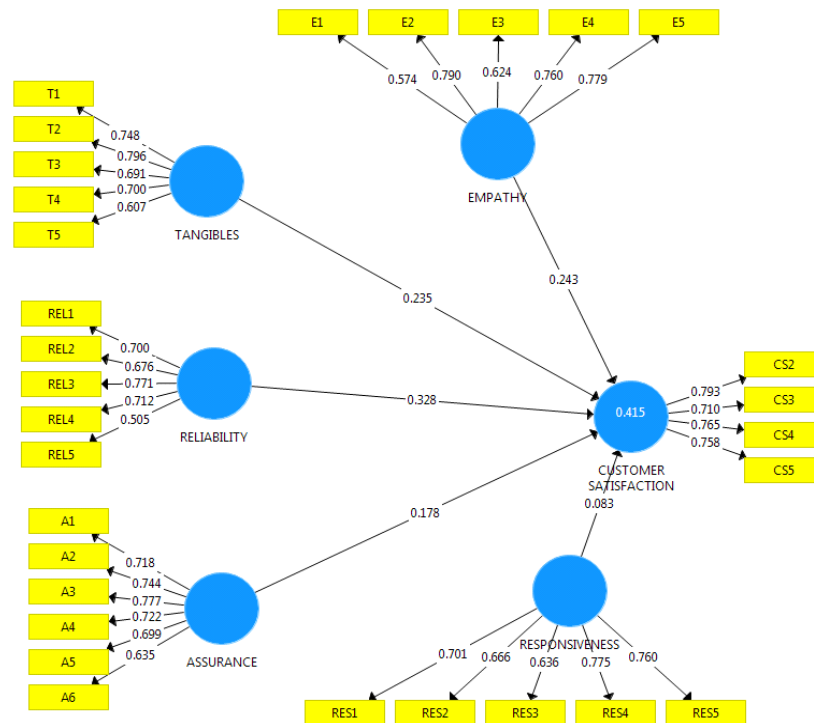 E1
E2
E3
E4
E5
0.574
0.790
0.624
0.760
0.779
EMPATHY
T1
T2
T3
T4
T5
0.748
0.796
0.691
0.700
0.607
TANGIBLES
0.235
0.243
REL1
REL2
REL3
REL4
REL5
0.700
0.676
0.771
0.712
0.505
RELIABILITY
0.328
0.415
CUSTOMER
SATISFACTION
0.793
0.710
0.765
0.758
CS2
CS3
CS4
CS5
0.178
0.083
A1
A2
A3
A4
A5
A6
0.718
0.744
0.777
0.722
0.699
0.635
ASSURANCE
RESPONSIVENESS
0.701
0.666
0.636
0.775
0.760
RES1
RES2
RES3
RES4
RES5